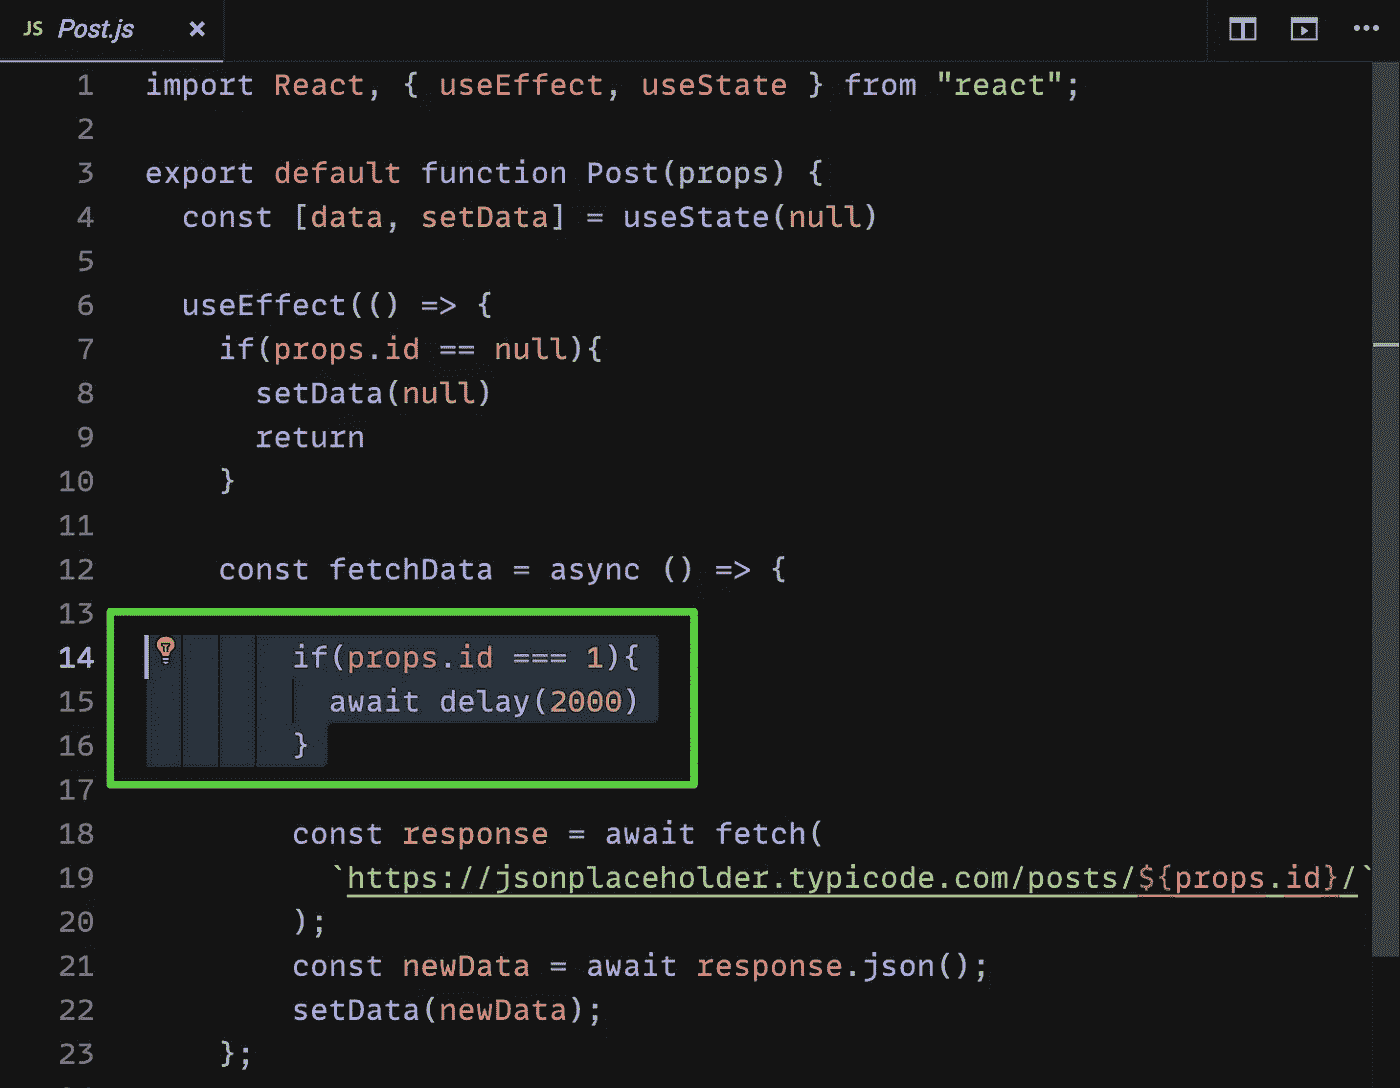 JS Post.js ×
1 import React, { useEffect, useState } from "react";
2
3 export default function Post(props) {
4 const [data, setData] = useState(null)
5
6 useEffect(() => {
7 if(props.id == null){
8 setData(null)
9 return
10 }
11
12 const fetchData = async () => {
13
14 if(props.id === 1){
15 await delay(2000)
16 }
17
18 const response = await fetch(
19 `https://jsonplaceholder.typicode.com/posts/${props.id}/`
20 );
21 const newData = await response.json();
22 setData(newData);
23 };